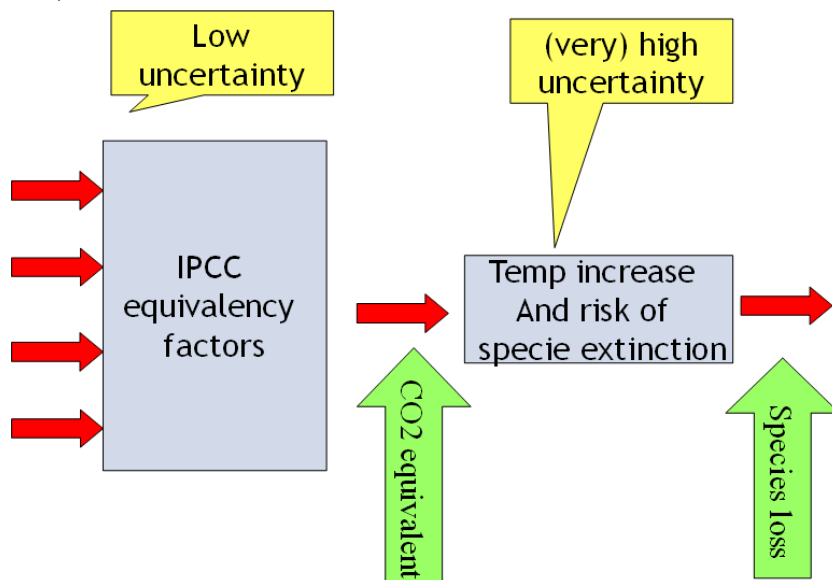 Low
uncertainty
(very) high
uncertainty
IPCC
equivalency
factors
Temp increase
And risk of
specie extinction
CO2 equivalent
Species loss